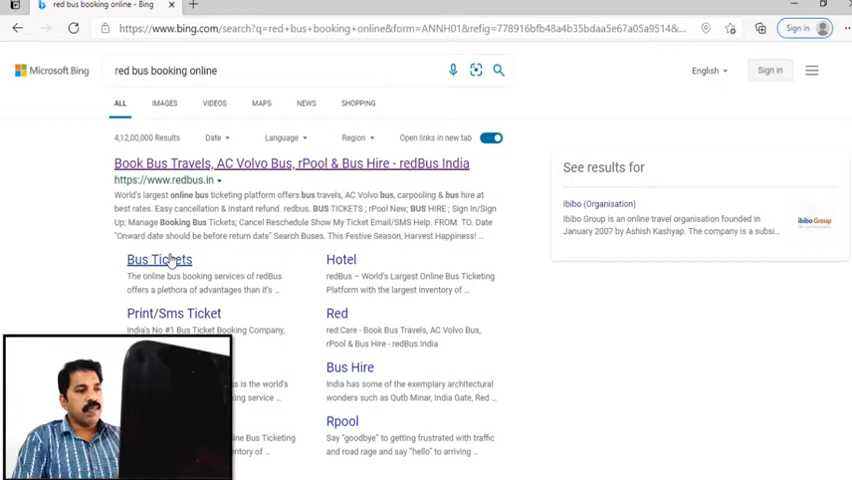 red bus booking online - Bing
https://www.bing.com/search?q=red+bus+booking+online&form=ANNH01&refig=778916bfb48a4b35bdaa5e67a05a9514&...
Sign in
Microsoft Bing
red bus booking online
English
Sign in
ALL
IMAGES
VIDEOS
MAPS
NEWS
SHOPPING
4,12,00,000 Results
Date
Language
Region
Open links in new tab
Book Bus Travels, AC Volvo Bus, rPool & Bus Hire - redBus India
https://www.redbus.in
World's largest online bus ticketing platform offers bus travels, AC Volvo bus, carpooling & bus hire at
best rates. Easy cancellation & Instant refund. redbus. BUS TICKETS ; rPool New; BUS HIRE ; Sign In/Sign
Up; Manage Booking Bus Tickets; Cancel Reschedule Show My Ticket Email/SMS Help. FROM. TO. Date
"Onward date should be before return date" Search Buses. This Festive Season, Harvest Happiness! ...
Bus Tickets
The online bus booking services of redBus
offers a plethora of advantages than it's ...
Print/Sms Ticket
India's No #1 Bus Ticket Booking Company,
is is the world's
king service ...
Bus Ticketing
ntory of ...
Hotel
redBus – World's Largest Online Bus Ticketing
Platform with the largest inventory of ...
Red
red:Care - Book Bus Travels, AC Volvo Bus,
rPool & Bus Hire - redBus India
Bus Hire
India has some of the exemplary architectural
wonders such as Qutb Minar, India Gate, Red ...
Rpool
Say "goodbye" to getting frustrated with traffic
and road rage and say "hello" to arriving ...
See results for
Ibibo (Organisation)
Ibibo Group is an online travel organisation founded in
January 2007 by Ashish Kashyap. The company is a subsi...
ibiboGroup